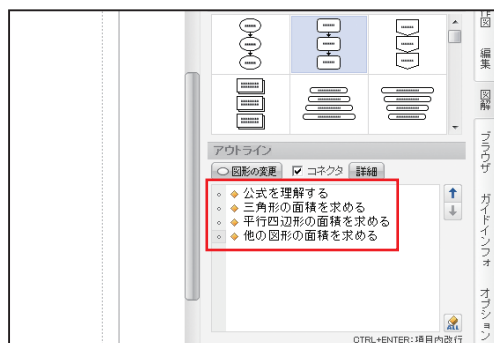 アウトライン
図形の変更 コネクタ 詳細
公式を理解する
三角形の面積を求める
平行四辺形の面積を求める
他の図形の面積を求める
ALL
CTRL+ENTER:項目内改行
編集
図解
ブラウザ
ガイドインフォ
オプション